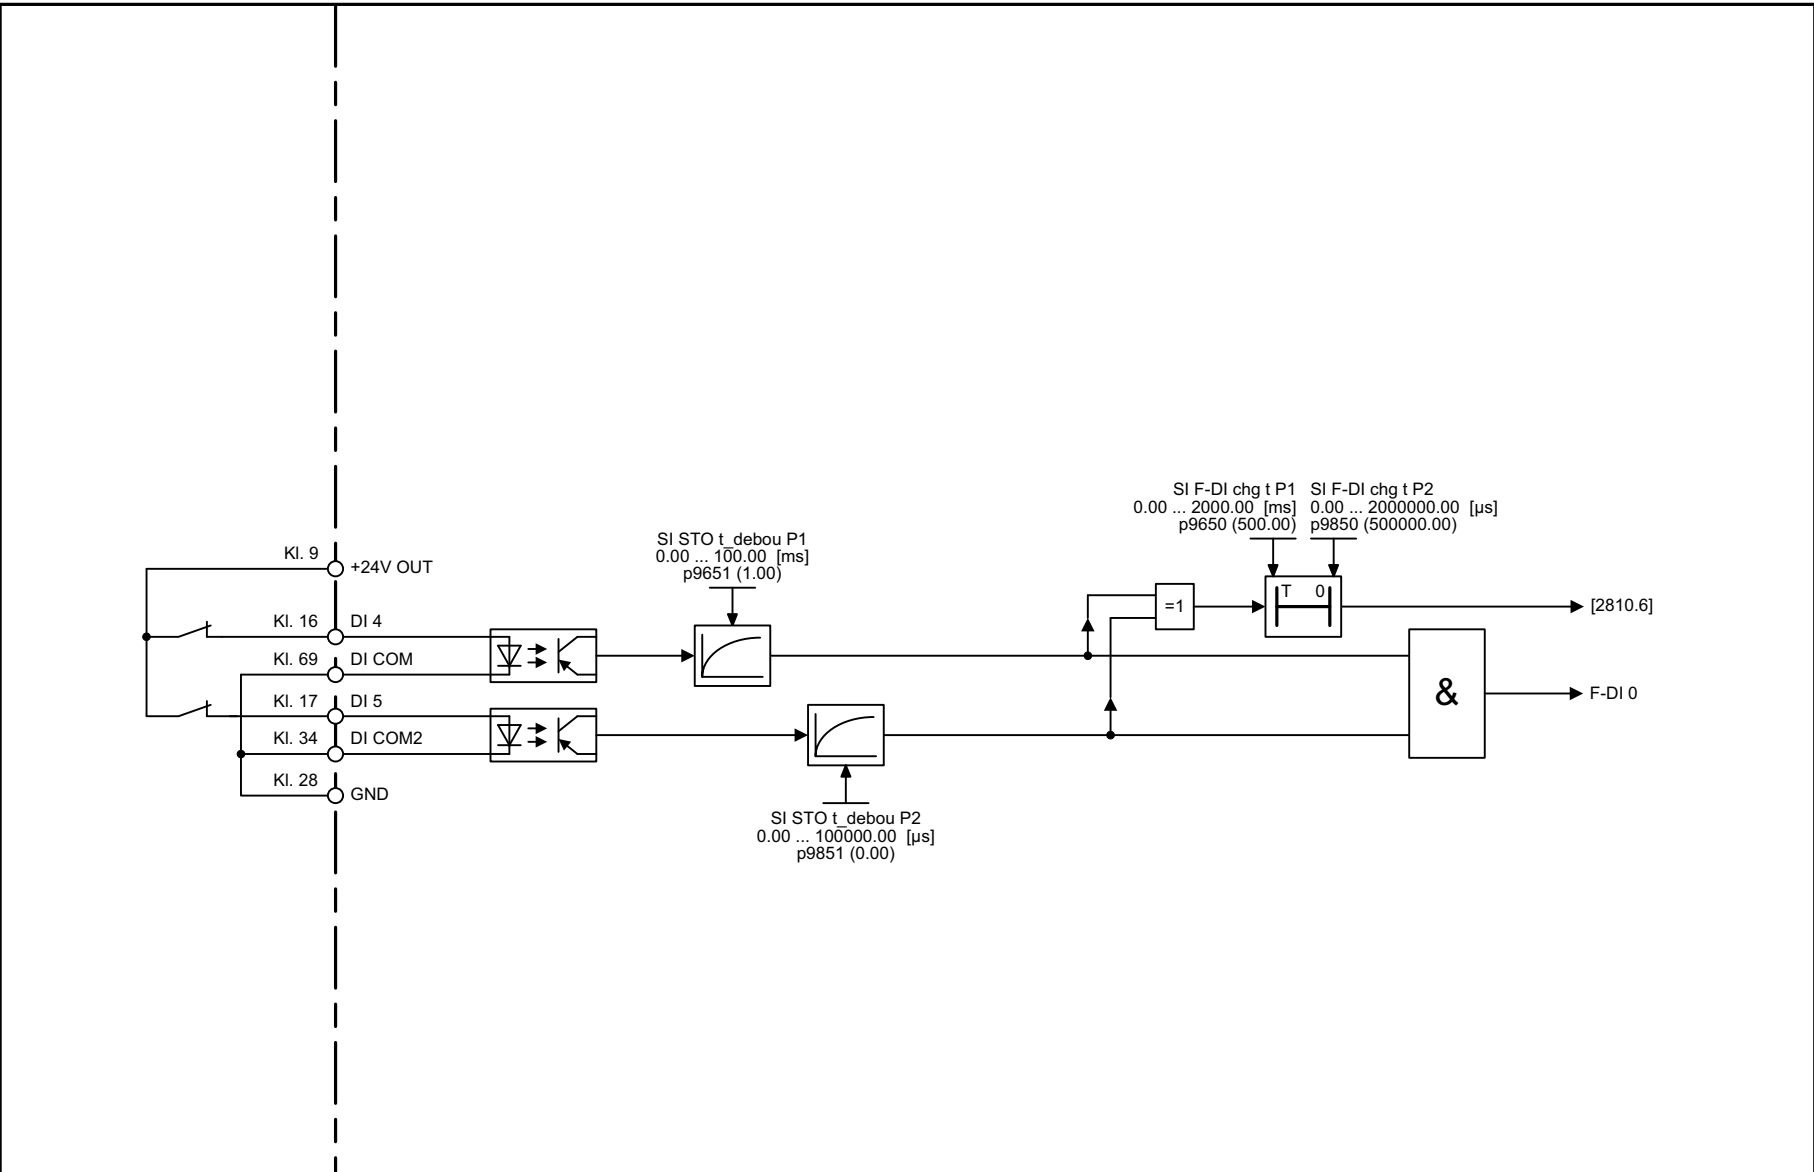 SI F-DI chg t P1
0.00 ... 2000.00 [ms]
p9650 (500.00)
SI F-DI chg t P2
0.00 ... 2000000.00 [µs]
p9850 (500000.00)
SI STO t_debou P1
0.00 ... 100.00 [ms]
p9651 (1.00)
Kl. 9
+24V OUT
T 0
=1
[2810.6]
Kl. 16
DI 4
Kl. 69
DI COM
Kl. 17
DI 5
&
F-DI 0
Kl. 34
DI COM2
Kl. 28
GND
SI STO t_debou P2
0.00 ... 100000.00 [µs]
p9851 (0.00)